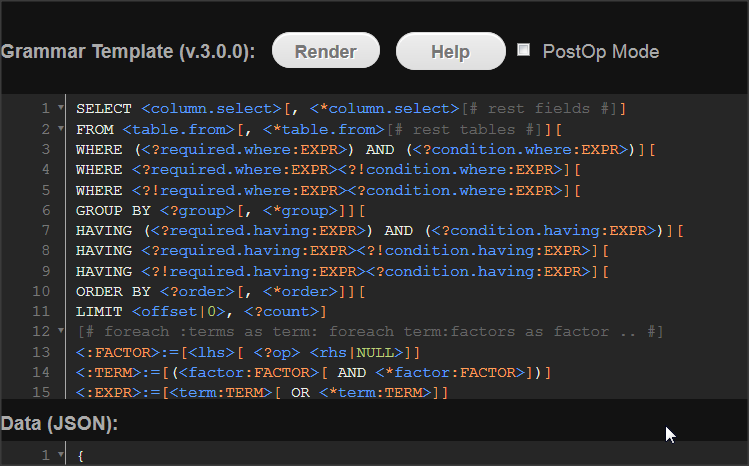 Grammar Template (v.3.0.0): Render Help PostOp Mode
1 SELECT <column.select>[, <*column.select>[# rest fields #]]
2 FROM <table.from>[, <*table.from>[# rest tables #]][
3 WHERE (<?required.where:EXPR>) AND (<?condition.where:EXPR>)][
4 WHERE <?required.where:EXPR><?!condition.where:EXPR>][
5 WHERE <?!required.where:EXPR><?condition.where:EXPR>][
6 GROUP BY <?group>[, <*group>]][
7 HAVING (<?required.having:EXPR>) AND (<?condition.having:EXPR>)][
8 HAVING <?required.having:EXPR><?!condition.having:EXPR>][
9 HAVING <?!required.having:EXPR><?condition.having:EXPR>][
10 ORDER BY <?order>[, <*order>]][
11 LIMIT <offset|0>, <?count>]
12 [# foreach :terms as term: foreach term:factors as factor .. #]
13 <:FACTOR>:=[<lhs>[ <?op> <rhs|NULL>]]
14 <:TERM>:=[(<factor:FACTOR>[ AND <*factor:FACTOR>])]
15 <:EXPR>:=[<term:TERM>[ OR <*term:TERM>]]
Data (JSON):
1 {